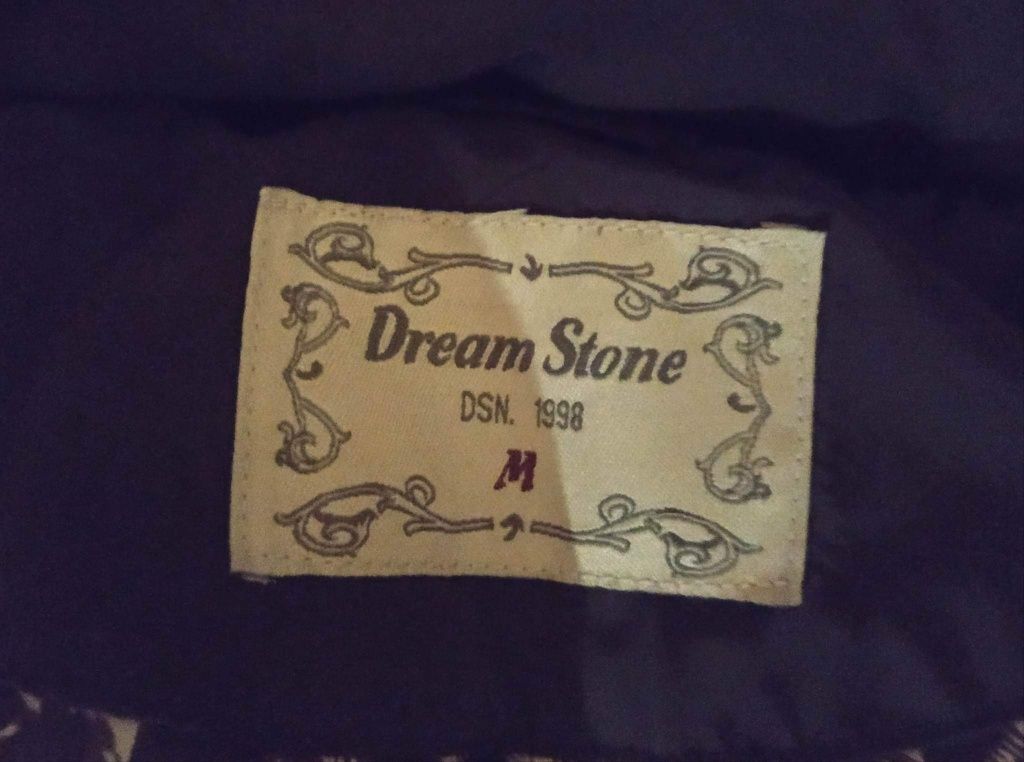 Dream Stone
DSN. 1998
M